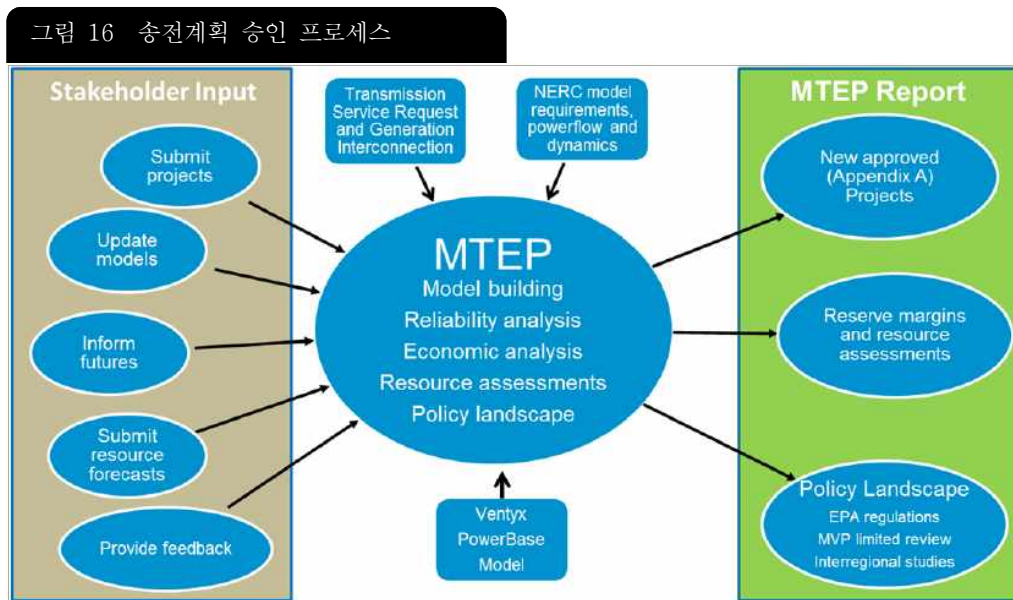 그림 16 송전계획 승인 프로세스
Stakeholder Input
Submit
projects
Update
models
Inform
futures
Submit
resource
forecasts
Provide feedback
Transmission
Service Request
and Generation
Interconnection
NERC model
requirements,
powerflow and
dynamics
MTEP
Model building
Reliability analysis
Economic analysis
Resource assessments
Policy landscape
Ventyx
PowerBase
Model
MTEP Report
New approved
(Appendix A)
Projects
Reserve margins
and resource
assessments
Policy Landscape
EPA regulations
MVP limited review
Interregional studies